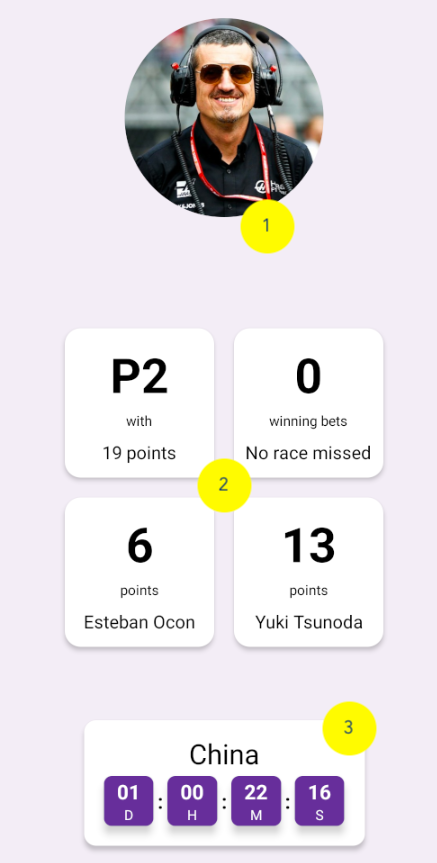 1
P2
with
19 points
0
winning bets
No race missed
2
6
points
Esteban Ocon
13
points
Yuki Tsunoda
3
China
01 : 00 : 22 : 16
D H M S